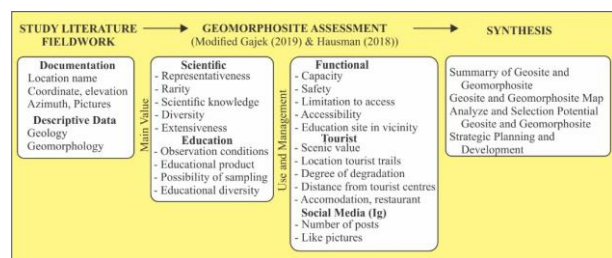 STUDY LITERATURE
FIELDWORK
GEOMORPHOSITE ASSESSMENT
(Modified Gajek (2019) & Hausman (2018))
SYNTHESIS
Documentation
Location name
Coordinate, elevation
Azimuth, Pictures
Descriptive Data
Geology
Geomorphology
Main Value
Scientific
- Representativeness
- Rarity
- Scientific knowledge
- Diversity
- Extensiveness
Education
- Observation conditions
- Educational product
- Possibility of sampling
- Educational diversity
Use and Management
Functional
- Capacity
- Safety
- Limitation to access
- Accessibility
- Education site in vicinity
Tourist
- Scenic value
- Location tourist trails
- Degree of degradation
- Distance from tourist centres
- Accomodation, restaurant
Social Media (Ig)
- Number of posts
- Like pictures
Summarry of Geosite and
Geomorphosite
Geosite and Geomorphosite Map
Analyze and Selection Potential
Geosite and Geomorphosite
Strategic Planning and
Development